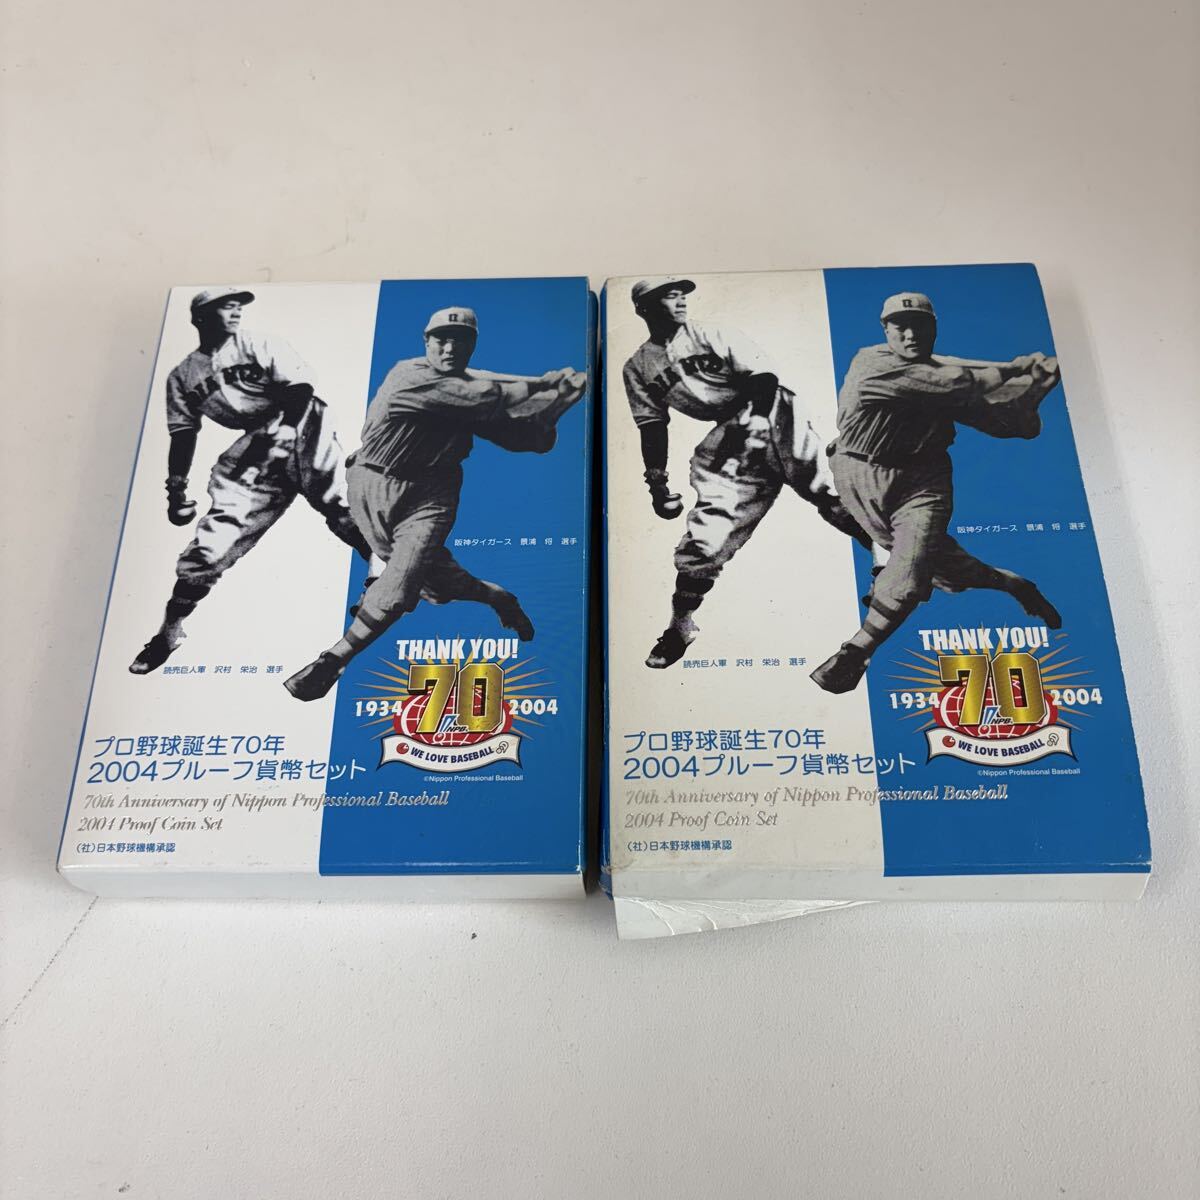 阪神タイガース 景浦 将 選手
読売巨人軍 沢村 栄治 選手
THANK YOU!
70
1934 2004
NPB
WE LOVE BASEBALL
©Nippon Professional Baseball
プロ野球誕生70年
2004プルーフ貨幣セット
70th Anniversary of Nippon Professional Baseball
2004 Proof Coin Set
(社)日本野球機構承認
阪神タイガース 景浦 将 選手
読売巨人軍 沢村 栄治 選手
THANK YOU!
70
1934 2004
NPB
WE LOVE BASEBALL
©Nippon Professional Baseball
プロ野球誕生70年
2004プルーフ貨幣セット
70th Anniversary of Nippon Professional Baseball
2004 Proof Coin Set
(社)日本野球機構承認